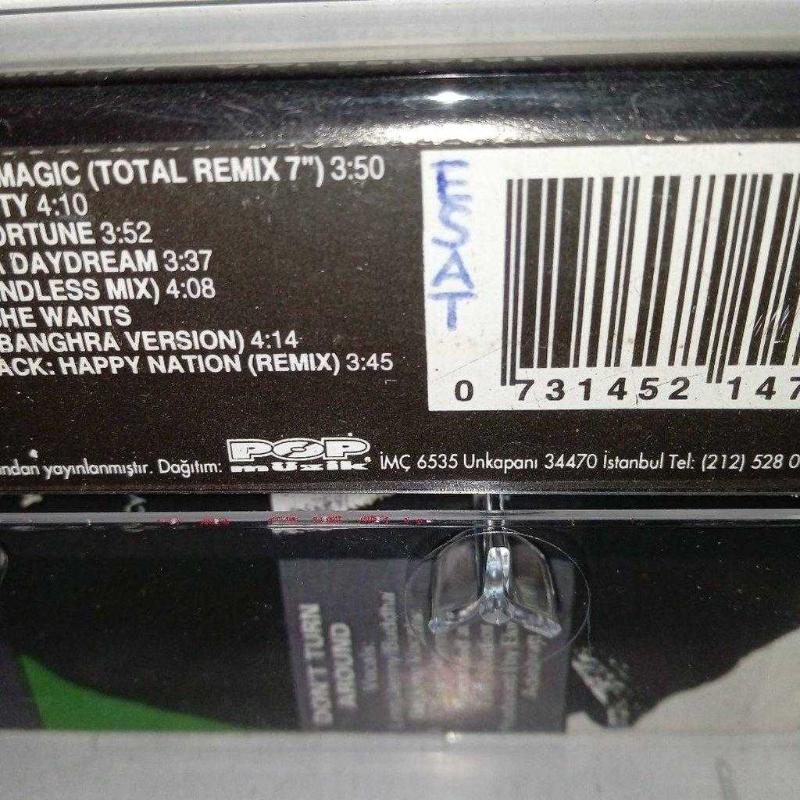 MAGIC (TOTAL REMIX 7") 3:50
TY 4:10
ORTUNE 3:52
A DAYDREAM 3:37
NDLESS MIX) 4:08
HE WANTS
BANGHRA VERSION) 4:14
ACK: HAPPY NATION (REMIX) 3:45
ESAT
0 731452 147
ından yayınlanmıştır. Dağıtım: POP müzik İMÇ 6535 Unkapanı 34470 İstanbul Tel: (212) 528 0
DON'T TURN
AROUND
Vocals: